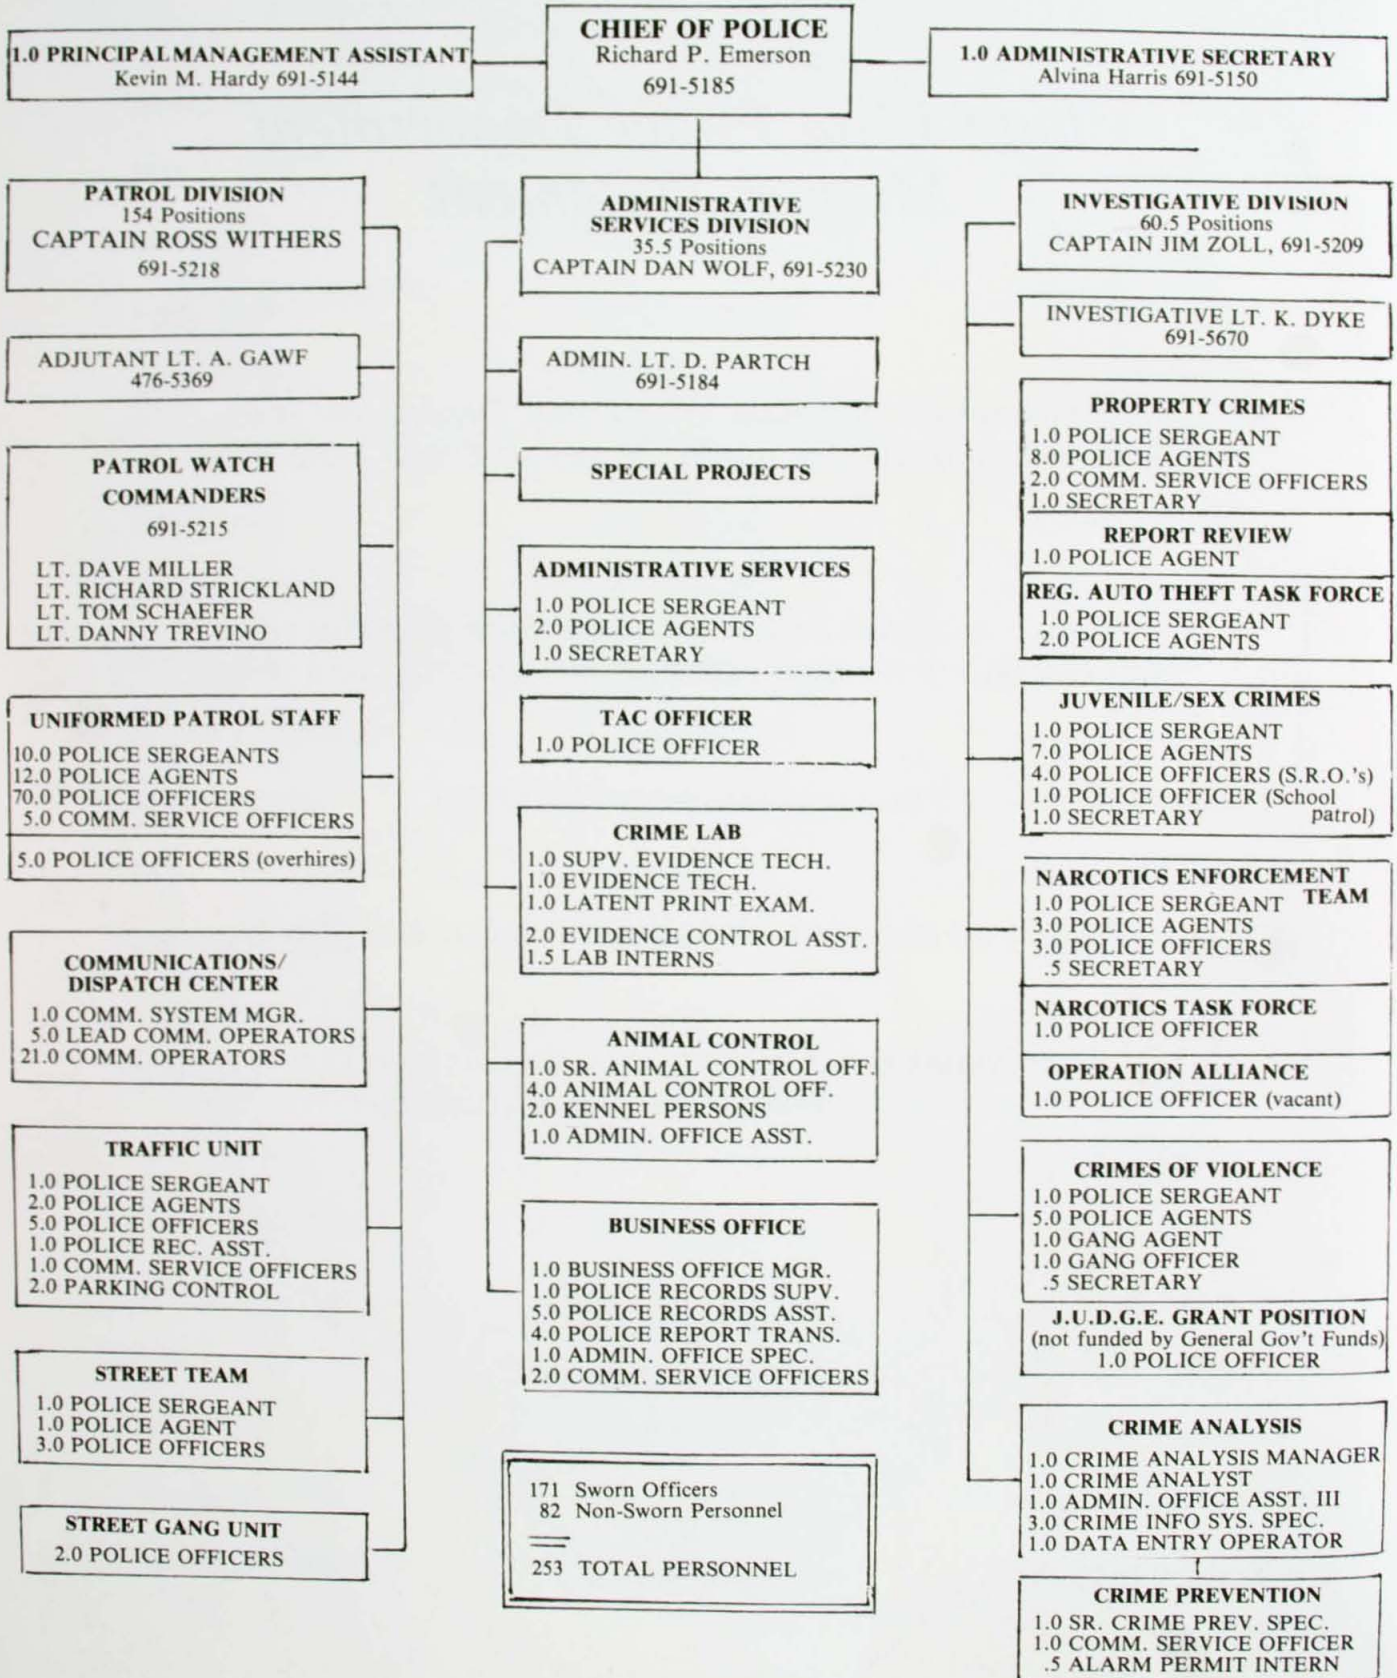 CHIEF OF POLICE
Richard P. Emerson
691-5185
1.0 PRINCIPAL MANAGEMENT ASSISTANT
Kevin M. Hardy 691-5144
1.0 ADMINISTRATIVE SECRETARY
Alvina Harris 691-5150
PATROL DIVISION
154 Positions
CAPTAIN ROSS WITHERS
691-5218
ADJUTANT LT. A. GAWF
476-5369
PATROL WATCH
COMMANDERS
691-5215
LT. DAVE MILLER
LT. RICHARD STRICKLAND
LT. TOM SCHAEFER
LT. DANNY TREVINO
UNIFORMED PATROL STAFF
10.0 POLICE SERGEANTS
12.0 POLICE AGENTS
70.0 POLICE OFFICERS
5.0 COMM. SERVICE OFFICERS
5.0 POLICE OFFICERS (overhires)
COMMUNICATIONS/
DISPATCH CENTER
1.0 COMM. SYSTEM MGR.
5.0 LEAD COMM. OPERATORS
21.0 COMM. OPERATORS
TRAFFIC UNIT
1.0 POLICE SERGEANT
2.0 POLICE AGENTS
5.0 POLICE OFFICERS
1.0 POLICE REC. ASST.
1.0 COMM. SERVICE OFFICERS
2.0 PARKING CONTROL
STREET TEAM
1.0 POLICE SERGEANT
1.0 POLICE AGENT
3.0 POLICE OFFICERS
STREET GANG UNIT
2.0 POLICE OFFICERS
ADMINISTRATIVE
SERVICES DIVISION
35.5 Positions
CAPTAIN DAN WOLF, 691-5230
ADMIN. LT. D. PARTCH
691-5184
SPECIAL PROJECTS
ADMINISTRATIVE SERVICES
1.0 POLICE SERGEANT
2.0 POLICE AGENTS
1.0 SECRETARY
TAC OFFICER
1.0 POLICE OFFICER
CRIME LAB
1.0 SUPV. EVIDENCE TECH.
1.0 EVIDENCE TECH.
1.0 LATENT PRINT EXAM.
2.0 EVIDENCE CONTROL ASST.
1.5 LAB INTERNS
ANIMAL CONTROL
1.0 SR. ANIMAL CONTROL OFF.
4.0 ANIMAL CONTROL OFF.
2.0 KENNEL PERSONS
1.0 ADMIN. OFFICE ASST.
BUSINESS OFFICE
1.0 BUSINESS OFFICE MGR.
1.0 POLICE RECORDS SUPV.
5.0 POLICE RECORDS ASST.
4.0 POLICE REPORT TRANS.
1.0 ADMIN. OFFICE SPEC.
2.0 COMM. SERVICE OFFICERS
171 Sworn Officers
82 Non-Sworn Personnel
253 TOTAL PERSONNEL
INVESTIGATIVE DIVISION
60.5 Positions
CAPTAIN JIM ZOLL, 691-5209
INVESTIGATIVE LT. K. DYKE
691-5670
PROPERTY CRIMES
1.0 POLICE SERGEANT
8.0 POLICE AGENTS
2.0 COMM. SERVICE OFFICERS
1.0 SECRETARY
REPORT REVIEW
1.0 POLICE AGENT
REG. AUTO THEFT TASK FORCE
1.0 POLICE SERGEANT
2.0 POLICE AGENTS
JUVENILE/SEX CRIMES
1.0 POLICE SERGEANT
7.0 POLICE AGENTS
4.0 POLICE OFFICERS (S.R.O.'s)
1.0 POLICE OFFICER (School
1.0 SECRETARY patrol)
NARCOTICS ENFORCEMENT
TEAM
1.0 POLICE SERGEANT
3.0 POLICE AGENTS
3.0 POLICE OFFICERS
.5 SECRETARY
NARCOTICS TASK FORCE
1.0 POLICE OFFICER
OPERATION ALLIANCE
1.0 POLICE OFFICER (vacant)
CRIMES OF VIOLENCE
1.0 POLICE SERGEANT
5.0 POLICE AGENTS
1.0 GANG AGENT
1.0 GANG OFFICER
.5 SECRETARY
J.U.D.G.E. GRANT POSITION
(not funded by General Gov't Funds)
1.0 POLICE OFFICER
CRIME ANALYSIS
1.0 CRIME ANALYSIS MANAGER
1.0 CRIME ANALYST
1.0 ADMIN. OFFICE ASST. III
3.0 CRIME INFO SYS. SPEC.
1.0 DATA ENTRY OPERATOR
CRIME PREVENTION
1.0 SR. CRIME PREV. SPEC.
1.0 COMM. SERVICE OFFICER
.5 ALARM PERMIT INTERN